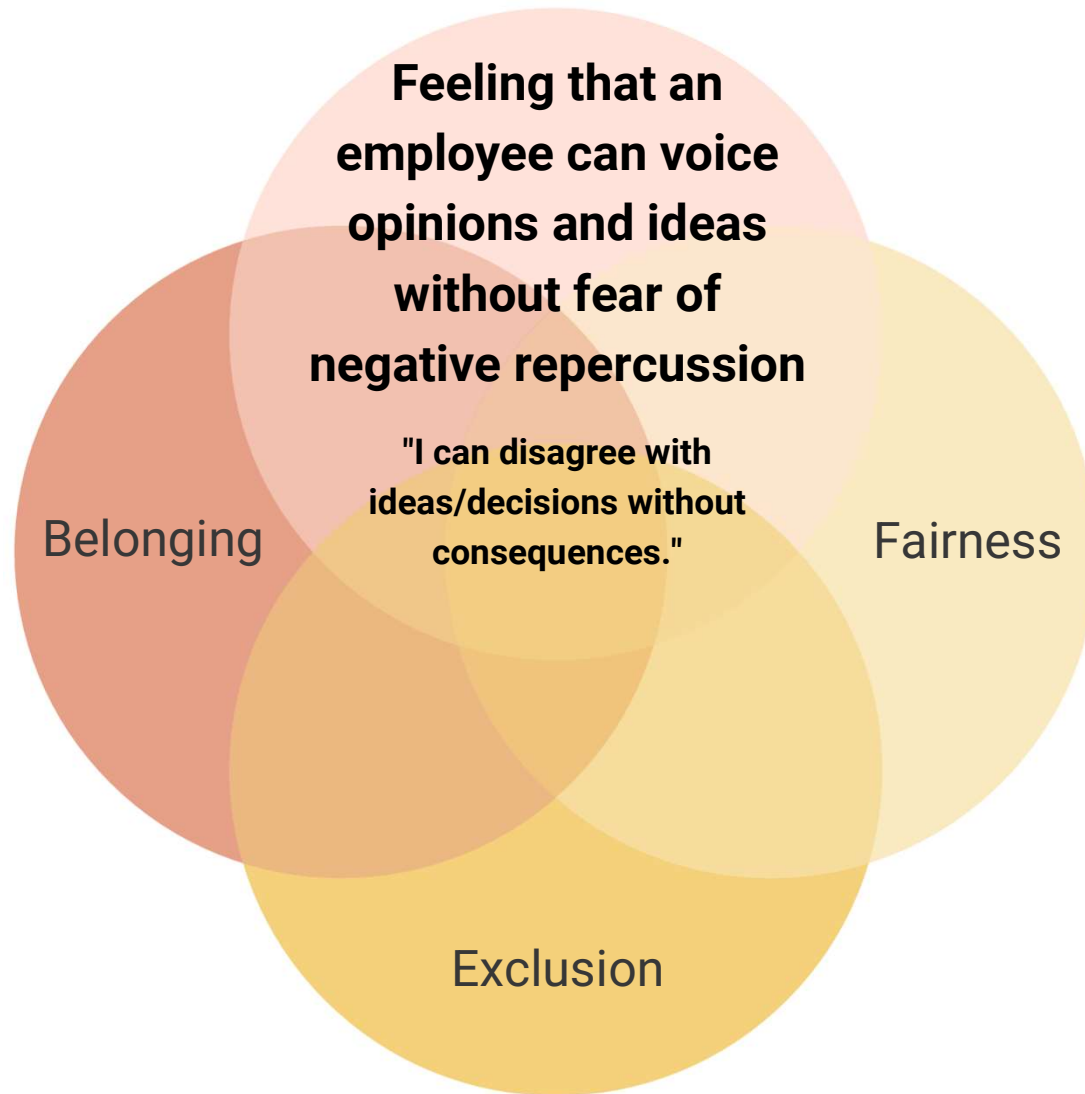 Feeling that an
employee can voice
opinions and ideas
without fear of
negative repercussion
"I can disagree with
ideas/decisions without
consequences."
Belonging
Fairness
Exclusion